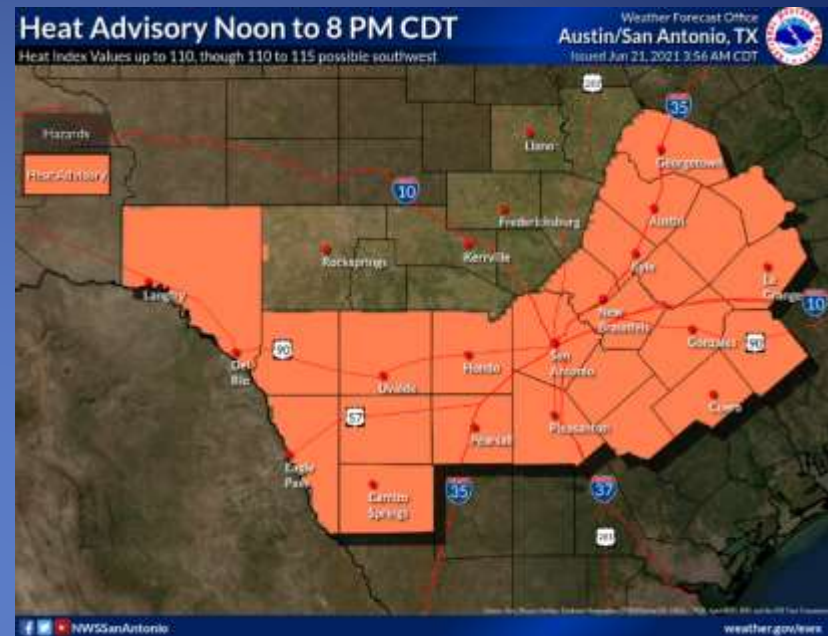 Heat Advisory Noon to 8 PM CDT
Heat Index Values up to 110, though 110 to 115 possible southwest
Weather Forecast Office
Austin/San Antonio, TX
Issued Jun 21, 2021 3:56 AM CDT
Hazards
Heat Advisory
281
35
Llano
Georgetown
10
Fredericksburg
Austin
Rocksprings
Kerrville
Kyle
Langtry
La
Grange
New
Braunfels
10
Del
Rio
90
Uvalde
Hondo
San
Antonio
Gonzales
90
57
Pearsall
Pleasanton
Cuero
Eagle
Pass
Carrizo
Springs
35
37
281
NWSSanAntonio
weather.gov/ewx